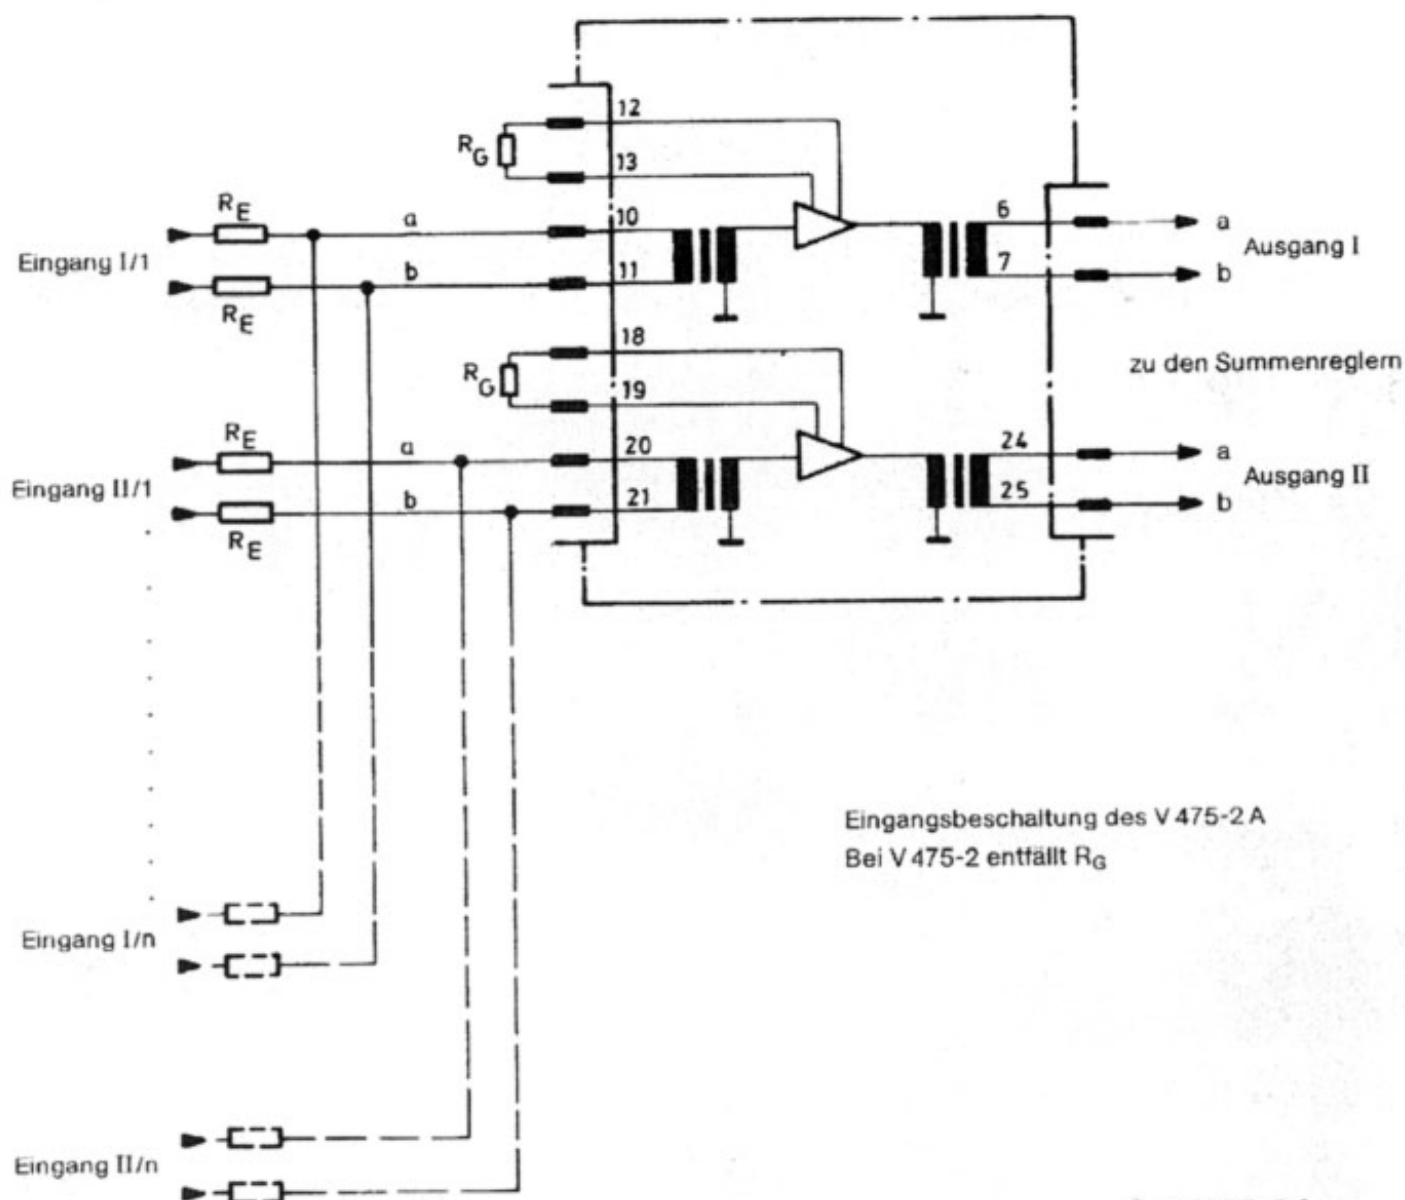 12
R_G
13
R_E
a
10
6
a
Eingang I/1
Ausgang I
b
11
7
b
R_E
18
zu den Summenreglern
R_G
19
R_E
a
20
24
a
Eingang II/1
Ausgang II
b
21
25
b
R_E
Eingangsbeschaltung des V 475-2 A
Bei V 475-2 entfällt R_G
Eingang I/n
Eingang II/n